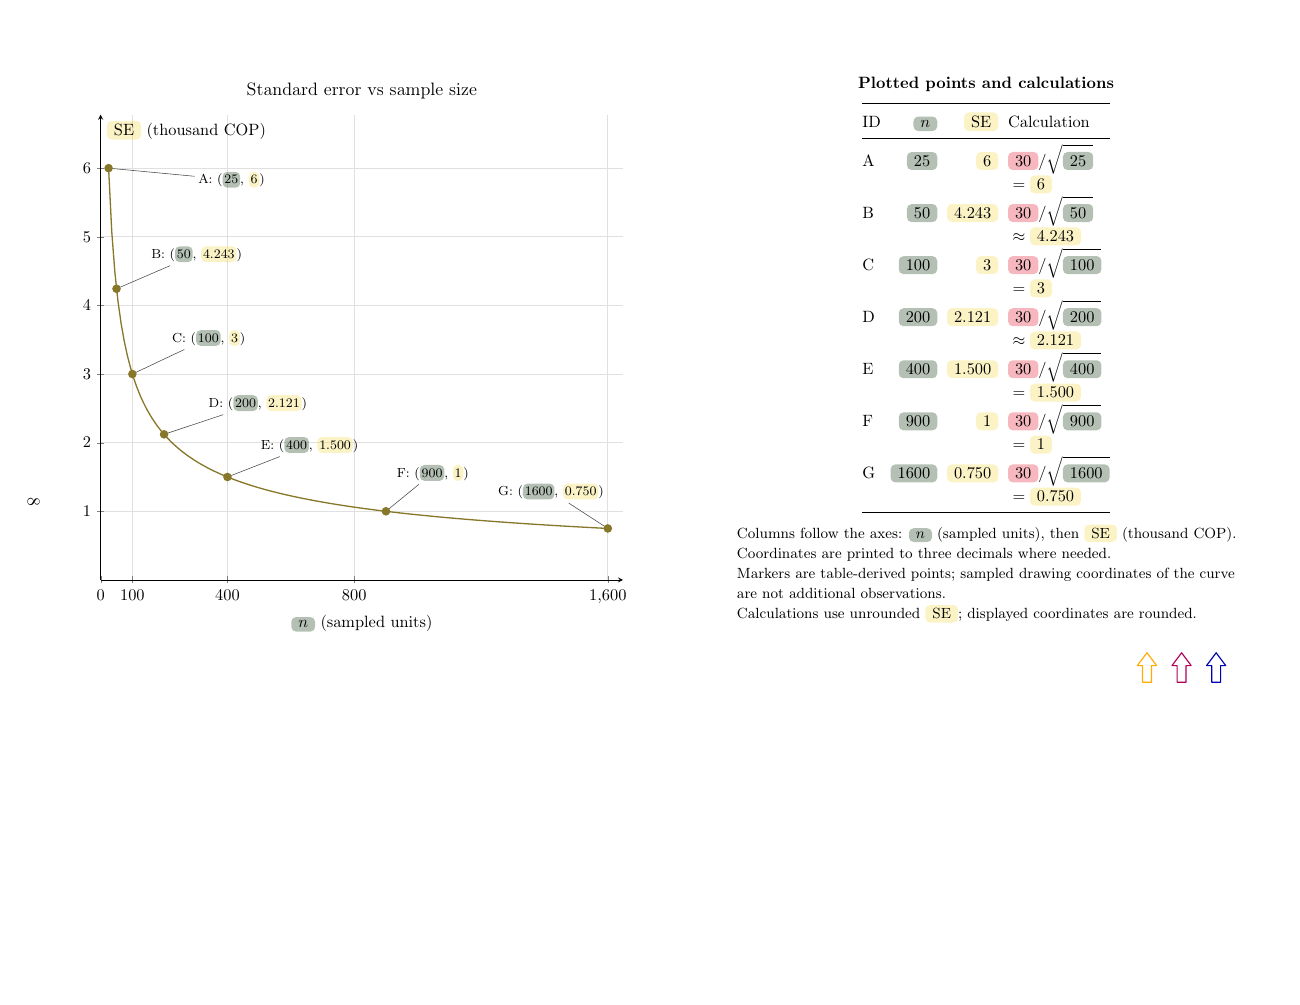 Standard error vs sample size
SE (thousand COP)
6
5
4
3
2
1
A: (25, 6)
B: (50, 4.243)
C: (100, 3)
D: (200, 2.121)
E: (400, 1.500)
F: (900, 1)
G: (1600, 0.750)
0 100 400 800 1,600
n (sampled units)
∞
Plotted points and calculations
ID n SE Calculation
A 25 6 30/√25
= 6
B 50 4.243 30/√50
≈ 4.243
C 100 3 30/√100
= 3
D 200 2.121 30/√200
≈ 2.121
E 400 1.500 30/√400
= 1.500
F 900 1 30/√900
= 1
G 1600 0.750 30/√1600
= 0.750
Columns follow the axes: n (sampled units), then SE (thousand COP).
Coordinates are printed to three decimals where needed.
Markers are table-derived points; sampled drawing coordinates of the curve
are not additional observations.
Calculations use unrounded SE; displayed coordinates are rounded.